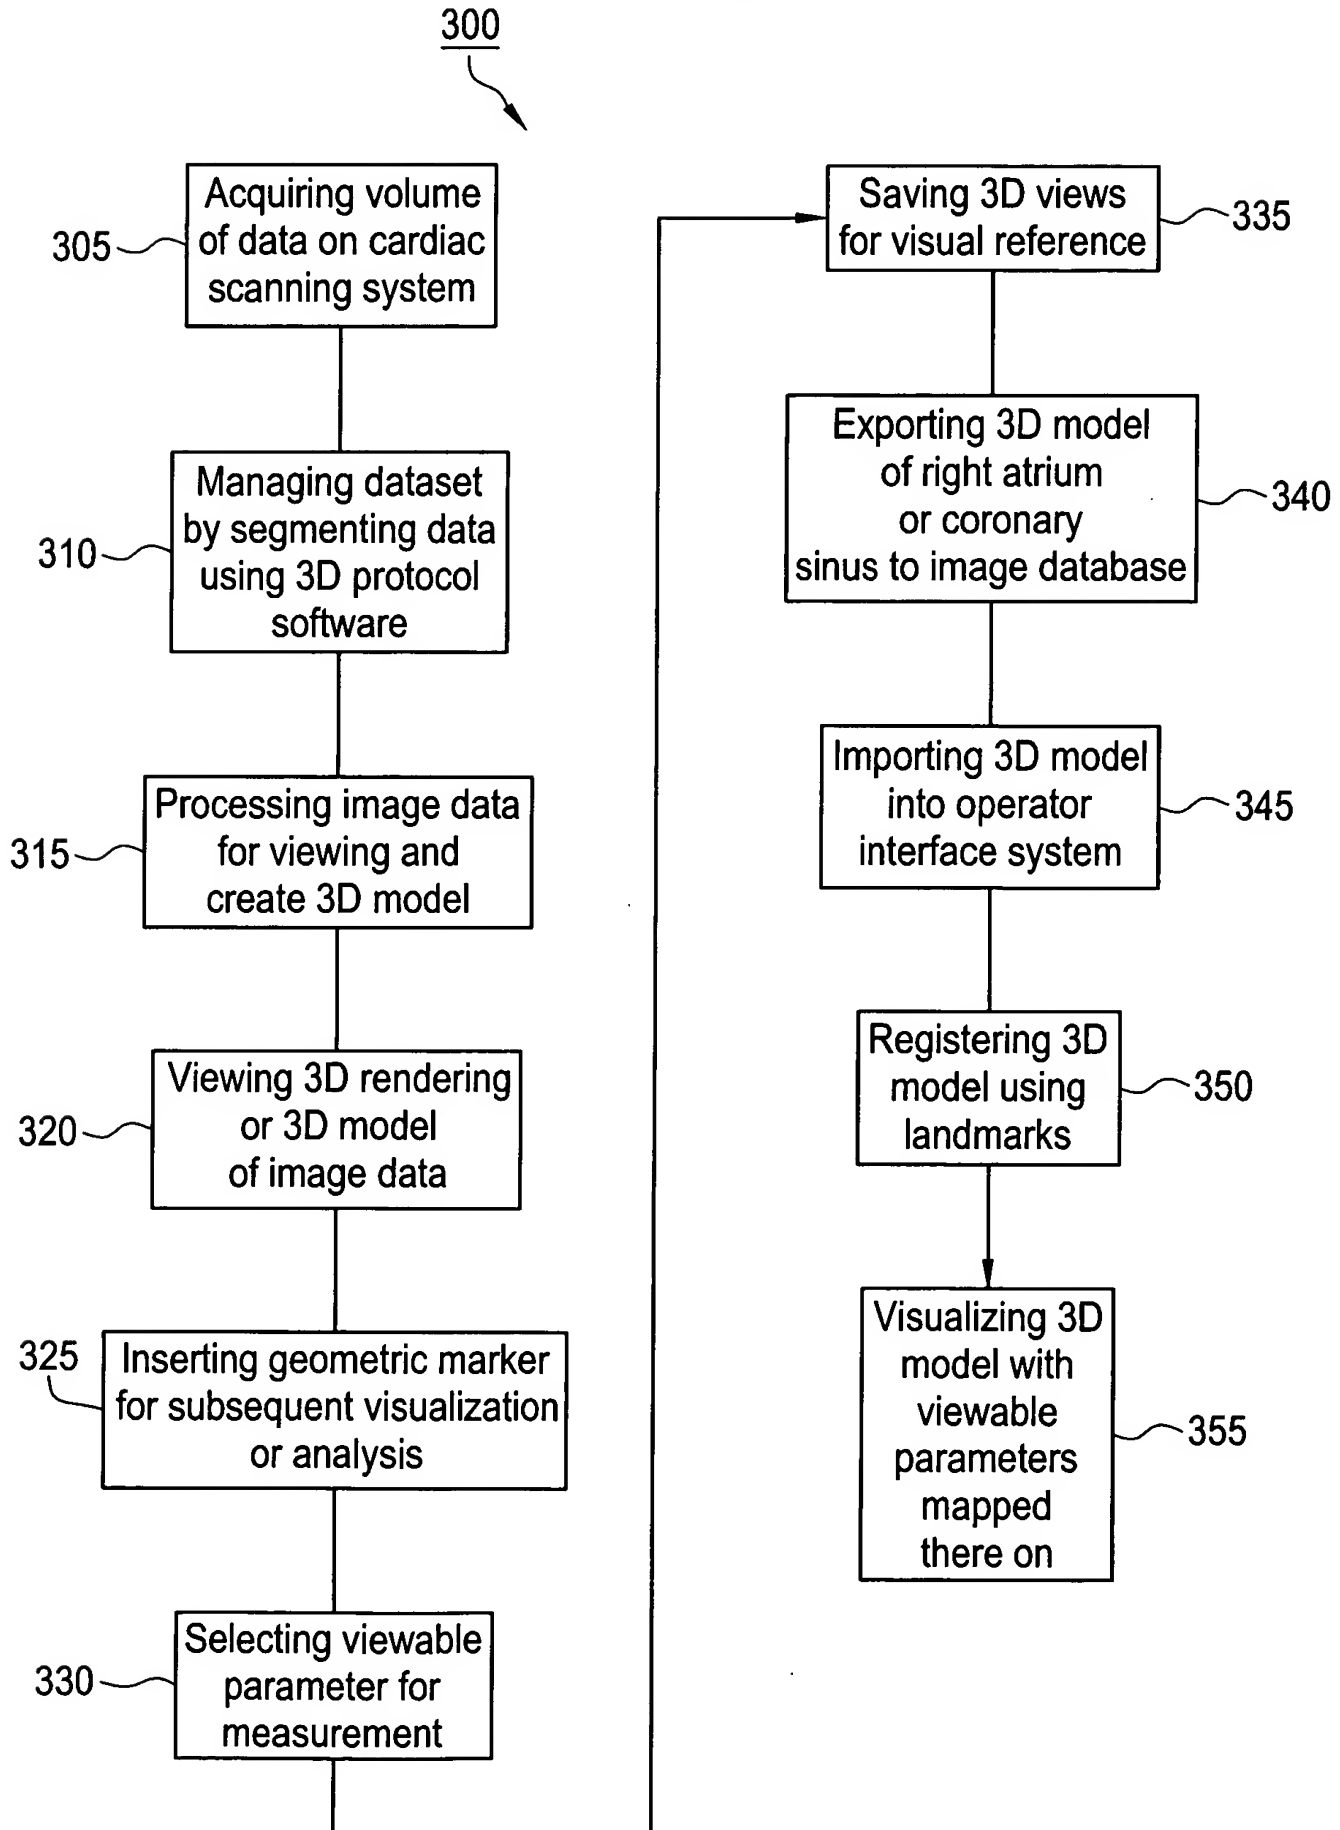 300
305
Acquiring volume
of data on cardiac
scanning system
310
Managing dataset
by segmenting data
using 3D protocol
software
315
Processing image data
for viewing and
create 3D model
320
Viewing 3D rendering
or 3D model
of image data
325
Inserting geometric marker
for subsequent visualization
or analysis
330
Selecting viewable
parameter for
measurement
Saving 3D views
for visual reference
335
Exporting 3D model
of right atrium
or coronary
sinus to image database
340
Importing 3D model
into operator
interface system
345
Registering 3D
model using
landmarks
350
Visualizing 3D
model with
viewable
parameters
mapped
there on
355